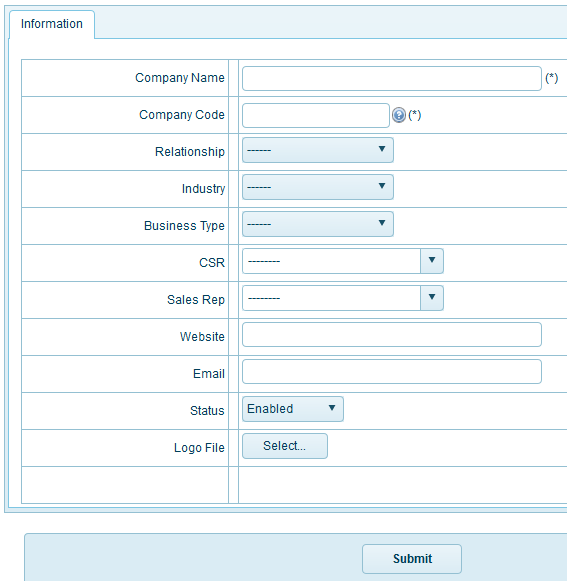 Information
Company Name (*)
Company Code ? (*)
Relationship ------
Industry ------
Business Type ------
CSR --------
Sales Rep --------
Website
Email
Status Enabled
Logo File Select...
Submit